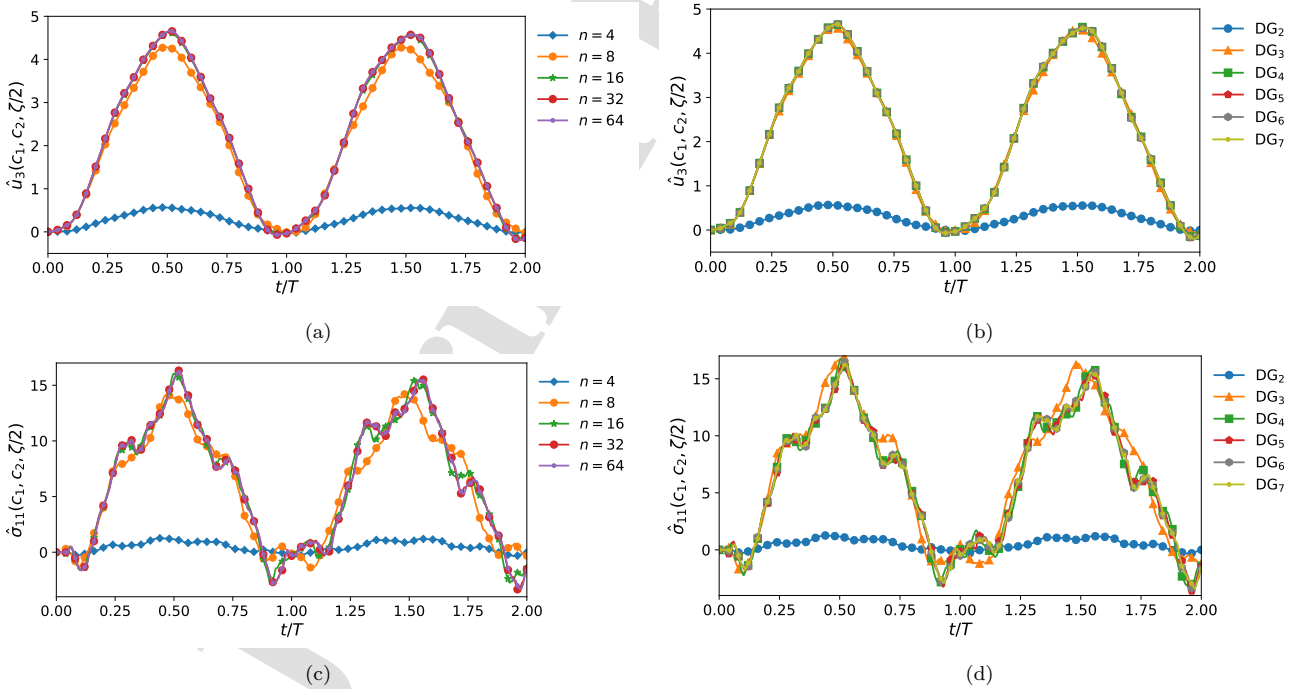 5
4
3
2
1
0
û₃(c₁, c₂, ζ/2)
0.00 0.25 0.50 0.75 1.00 1.25 1.50 1.75 2.00
t/T
n = 4
n = 8
n = 16
n = 32
n = 64
(a)
5
4
3
2
1
0
û₃(c₁, c₂, ζ/2)
0.00 0.25 0.50 0.75 1.00 1.25 1.50 1.75 2.00
t/T
DG₂
DG₃
DG₄
DG₅
DG₆
DG₇
(b)
15
10
5
0
σ̂₁₁(c₁, c₂, ζ/2)
0.00 0.25 0.50 0.75 1.00 1.25 1.50 1.75 2.00
t/T
n = 4
n = 8
n = 16
n = 32
n = 64
(c)
15
10
5
0
σ̂₁₁(c₁, c₂, ζ/2)
0.00 0.25 0.50 0.75 1.00 1.25 1.50 1.75 2.00
t/T
DG₂
DG₃
DG₄
DG₅
DG₆
DG₇
(d)